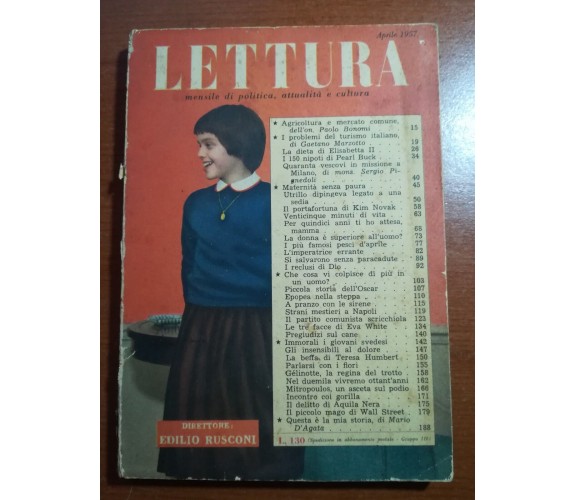 Aprile 1957
LETTURA
mensile di politica, attualità e cultura
★ Agricoltura e mercato comune,
dell'on. Paolo Bonomi 15
★ I problemi del turismo italiano,
di Gaetano Marzotto 19
La dieta di Elisabetta II 26
I 156 nipoti di Pearl Buck 34
Quaranta vescovi in missione a
Milano, di mons. Sergio Pi-
gnedoli 40
★ Maternità senza paura 45
Utrillo dipingeva legato a una
sedia 50
Il portafortuna di Kim Novak 58
Venticinque minuti di vita 63
Per quindici anni ti ho attesa,
mamma 68
La donna è superiore all'uomo? 73
I più famosi pesci d'aprile 77
L'imperatrice errante 82
Si salvarono senza paracadute 89
I reclusi di Dio 92
★ Che cosa vi colpisce di più in
un uomo? 103
Piccola storia dell'Oscar 107
Epopea nella steppa 110
A pranzo con le sirene 115
Strani mestieri a Napoli 119
Il partito comunista scricchiola 123
Le tre facce di Eva White 134
Pregiudizi sul cane 140
★ Immorali i giovani svedesi 142
Gli insensibili al dolore 147
La beffa di Teresa Humbert 150
Parlarsi con i fiori 155
Gélinotte, la regina del trotto 158
Nel duemila vivremo ottant'anni 162
Mitropoulos, un asceta sul podio 166
Incontro coi gorilla 171
Il delitto di Aquila Nera 175
Il piccolo mago di Wall Street 179
★ Questa è la mia storia, di Mario
D'Agata 188
DIRETTORE:
EDILIO RUSCONI
L. 130 (Spedizione in abbonamento postale - Gruppo III)